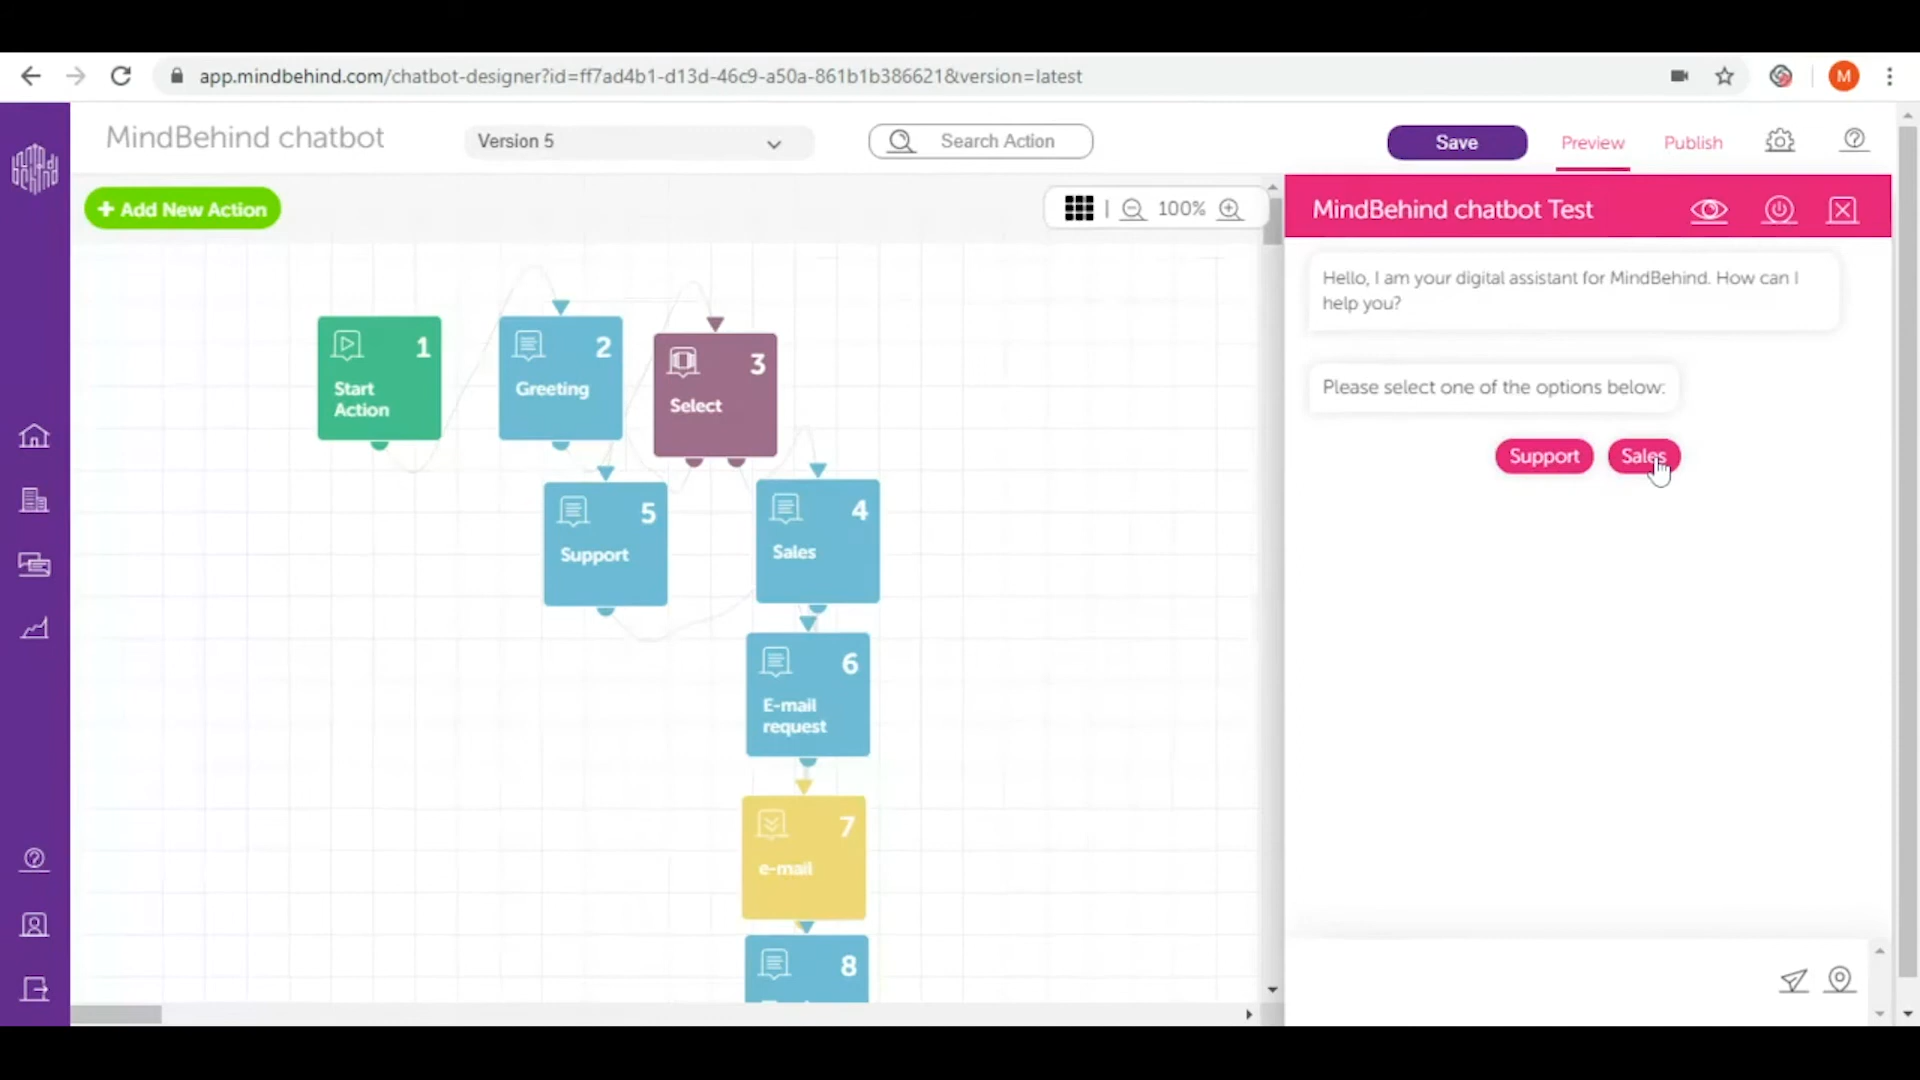 app.mindbehind.com/chatbot-designer?id=ff7ad4b1-d13d-46c9-a50a-861b1b386621&version=latest
M
mind behind
MindBehind chatbot
Version 5
Search Action
Save
Preview
Publish
+ Add New Action
100%
MindBehind chatbot Test
Hello, I am your digital assistant for MindBehind. How can I
help you?
Please select one of the options below:
Support
Sales
1
Start
Action
2
Greeting
3
Select
5
Support
4
Sales
6
E-mail
request
7
e-mail
8